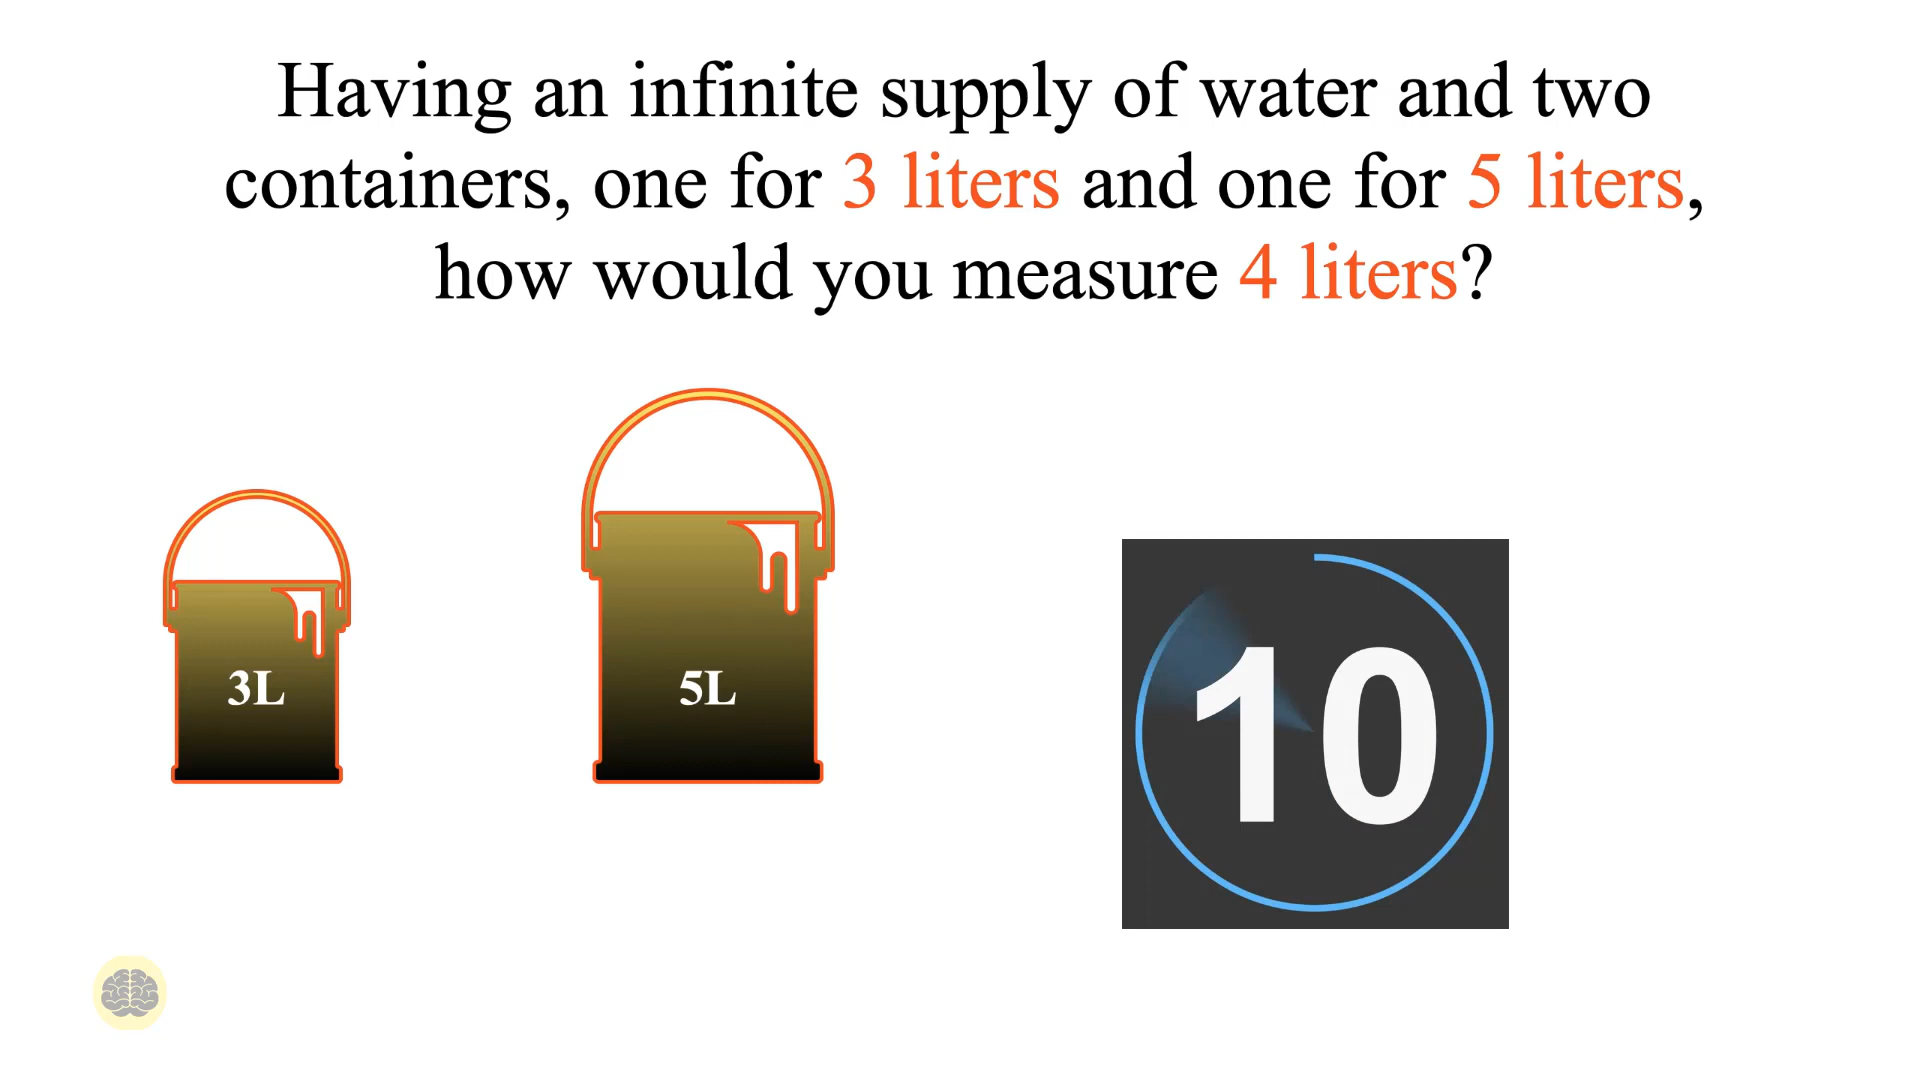 Having an infinite supply of water and two
containers, one for 3 liters and one for 5 liters,
how would you measure 4 liters?
3L
5L
10